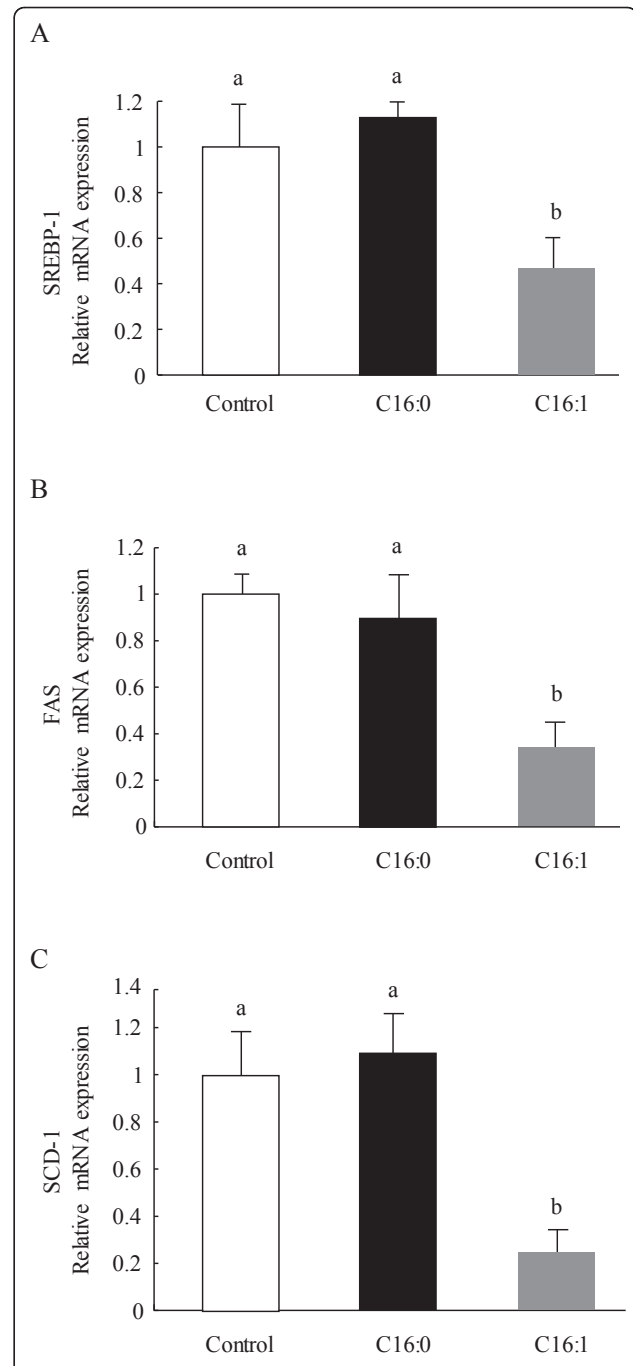 A
a a b
SREBP-1
Relative mRNA expression
1.2
1
0.8
0.6
0.4
0.2
0
Control C16:0 C16:1
B
a a b
FAS
Relative mRNA expression
1.2
1
0.8
0.6
0.4
0.2
0
Control C16:0 C16:1
C
a a b
SCD-1
Relative mRNA expression
1.4
1.2
1
0.8
0.6
0.4
0.2
0
Control C16:0 C16:1